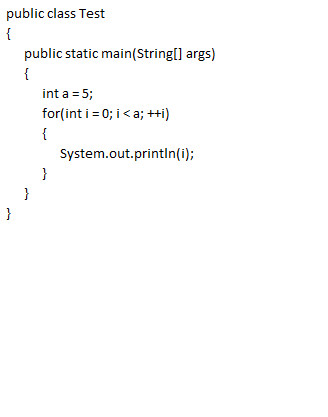 public class Test
{
public static main(String[] args)
{
int a = 5;
for(int i = 0; i < a; ++i)
{
System.out.println(i);
}
}
}